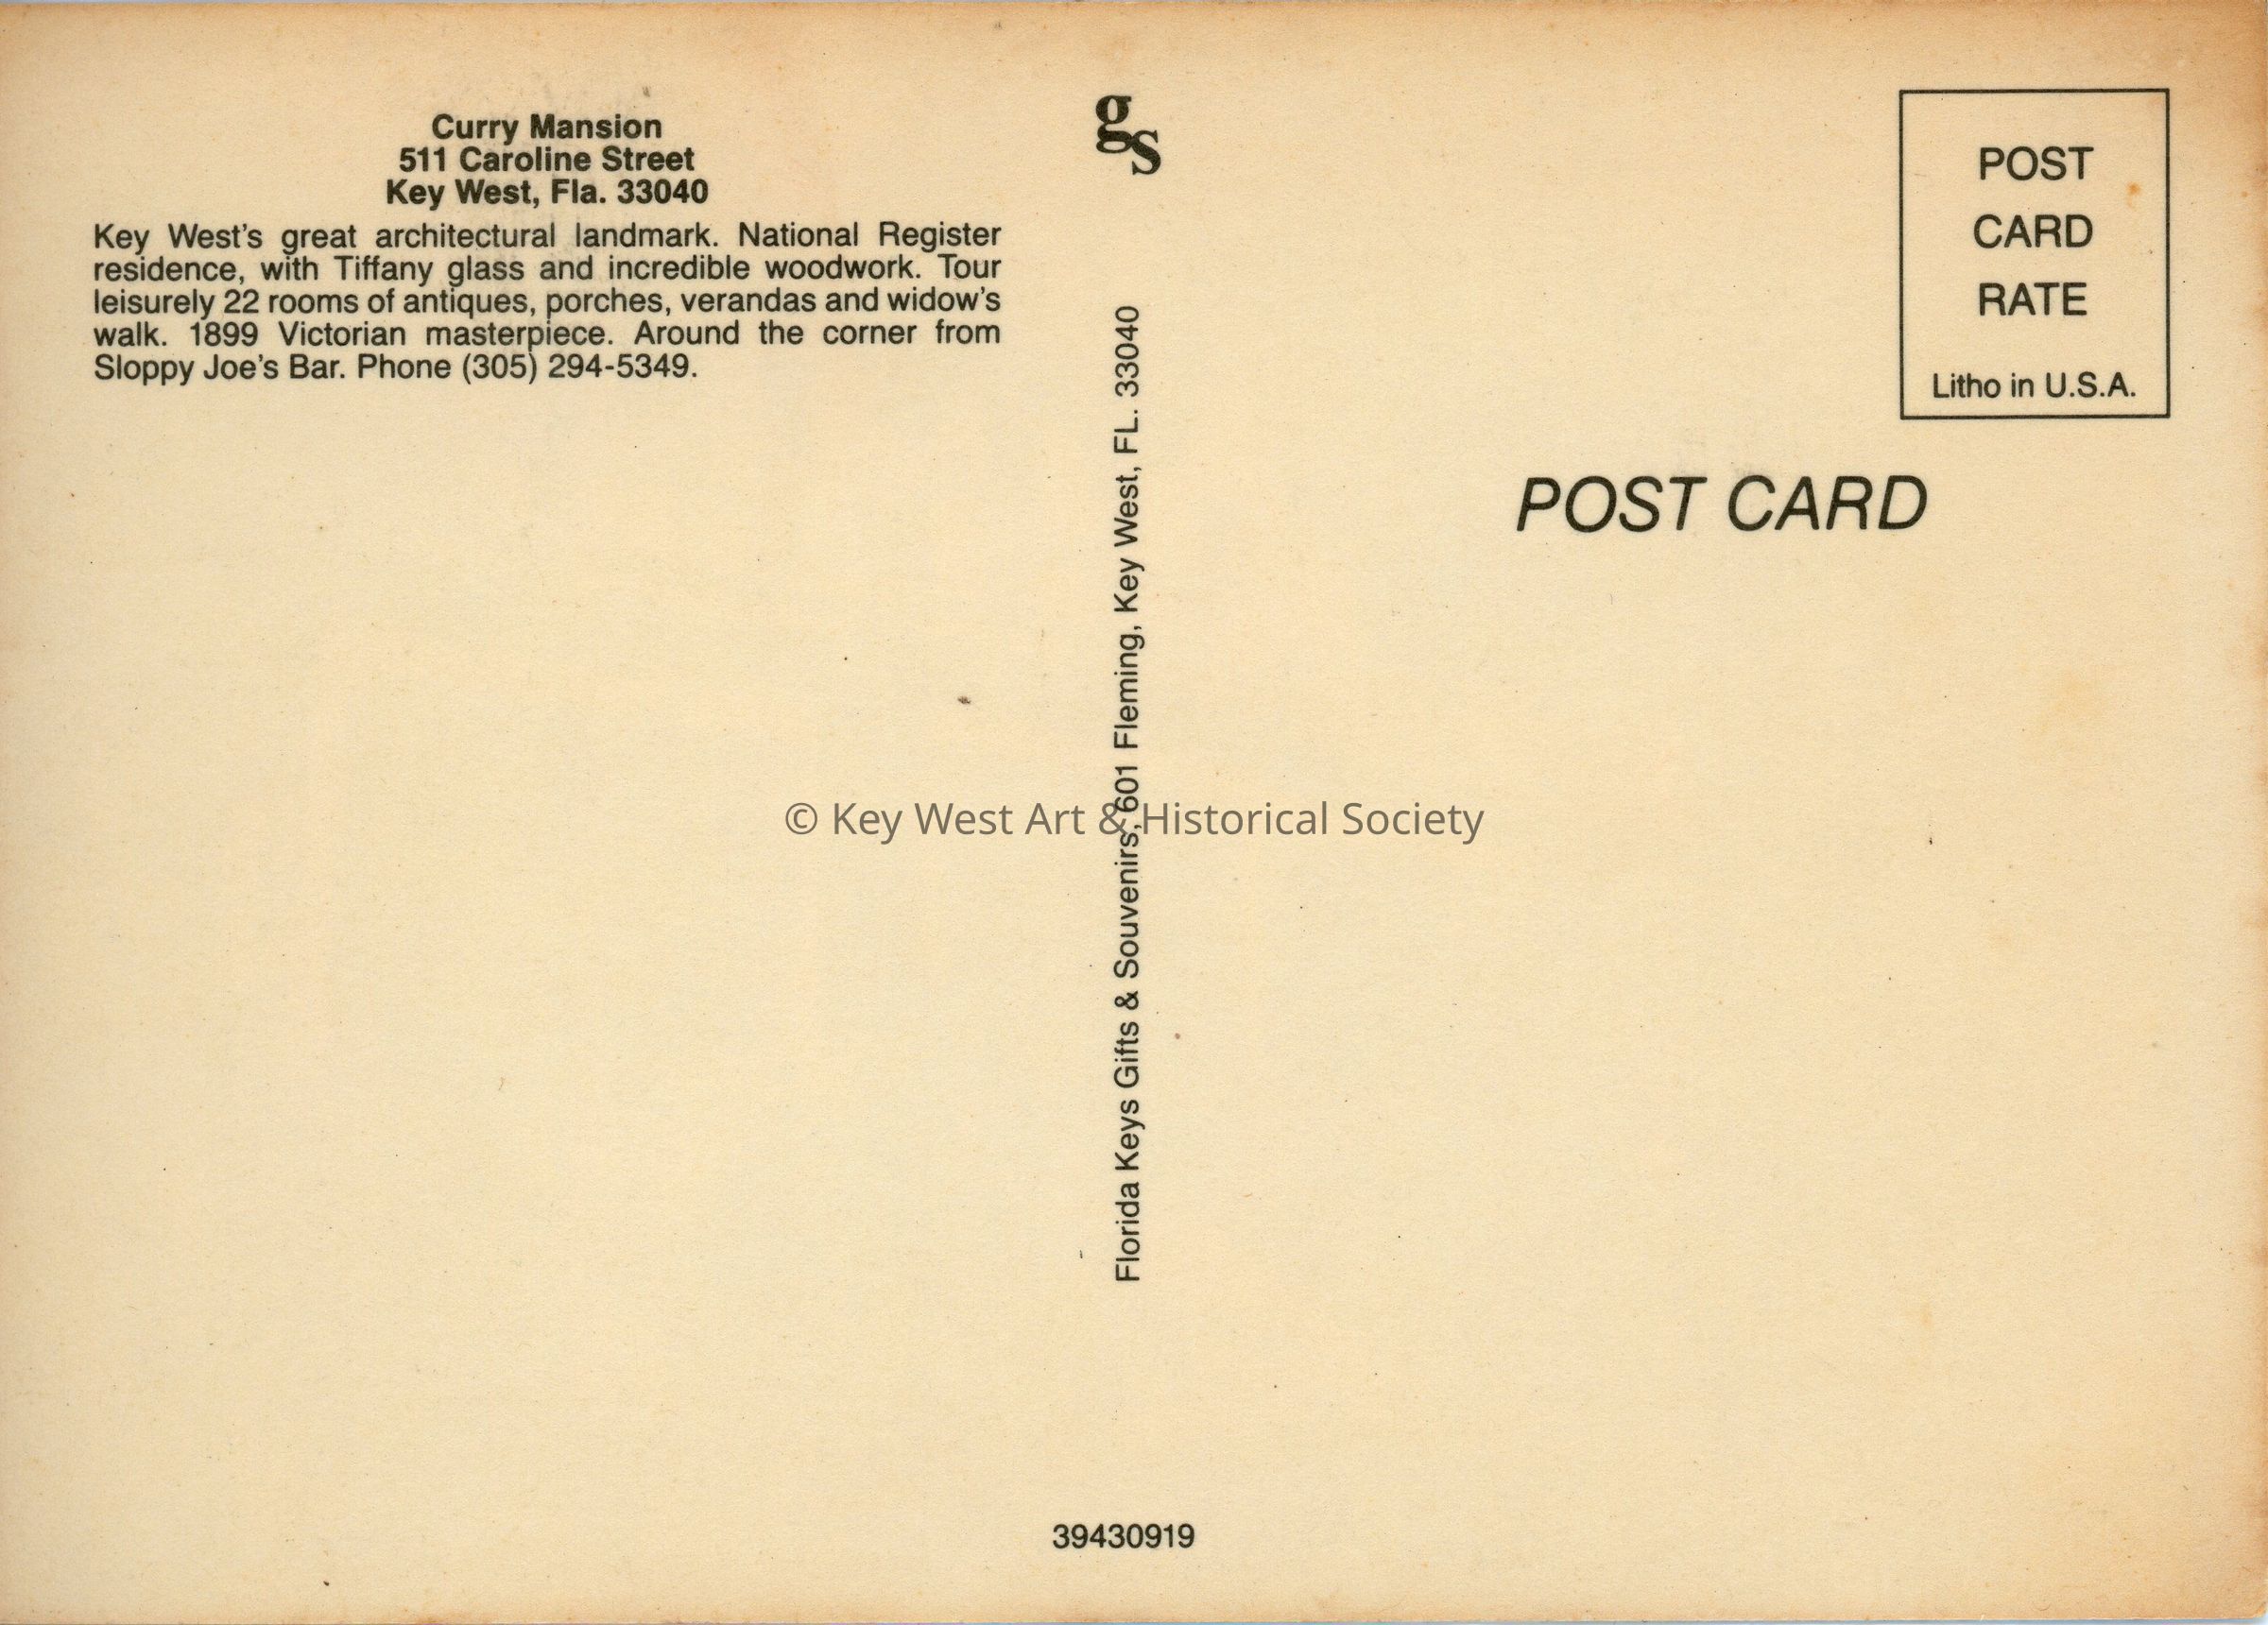 Curry Mansion
511 Caroline Street
Key West, Fla. 33040
Key West's great architectural landmark. National Register
residence, with Tiffany glass and incredible woodwork. Tour
leisurely 22 rooms of antiques, porches, verandas and widow's
walk. 1899 Victorian masterpiece. Around the corner from
Sloppy Joe's Bar. Phone (305) 294-5349.
gs
Florida Keys Gifts & Souvenirs, 601 Fleming, Key West, FL. 33040
39430919
POST
CARD
RATE
Litho in U.S.A.
POST CARD
© Key West Art & Historical Society